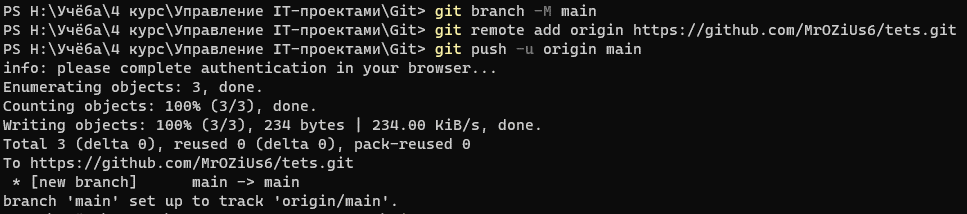 PS H:\Учёба\4 курс\Управление IT-проектами\Git> git branch -M main
PS H:\Учёба\4 курс\Управление IT-проектами\Git> git remote add origin https://github.com/MrOZiUs6/tets.git
PS H:\Учёба\4 курс\Управление IT-проектами\Git> git push -u origin main
info: please complete authentication in your browser...
Enumerating objects: 3, done.
Counting objects: 100% (3/3), done.
Writing objects: 100% (3/3), 234 bytes | 234.00 KiB/s, done.
Total 3 (delta 0), reused 0 (delta 0), pack-reused 0
To https://github.com/MrOZiUs6/tets.git
 * [new branch]      main -> main
branch 'main' set up to track 'origin/main'.